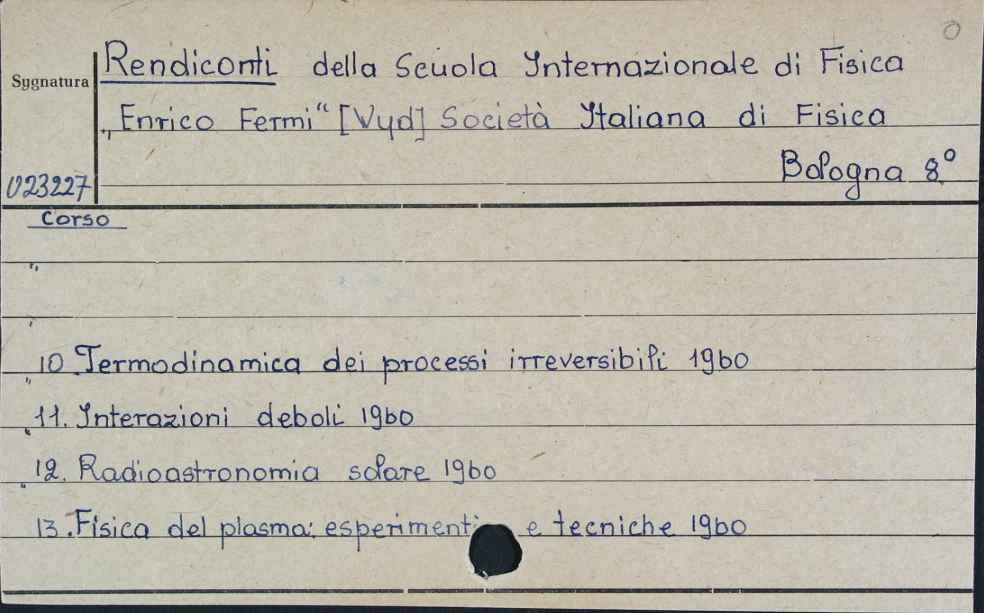 0
Rendiconti della Scuola Internazionale di Fisica
Sygnatura
„Enrico Fermi“ [Wyd] Società Italiana di Fisica
Bologna 8°
U23227
Corso
"
"
" 10 Termodinamica dei processi irreversibili 1960
" 11. Interazioni deboli 1960
" 12. Radioastronomia solare 1960
13. Fisica del plasma: esperimenti e tecniche 1960